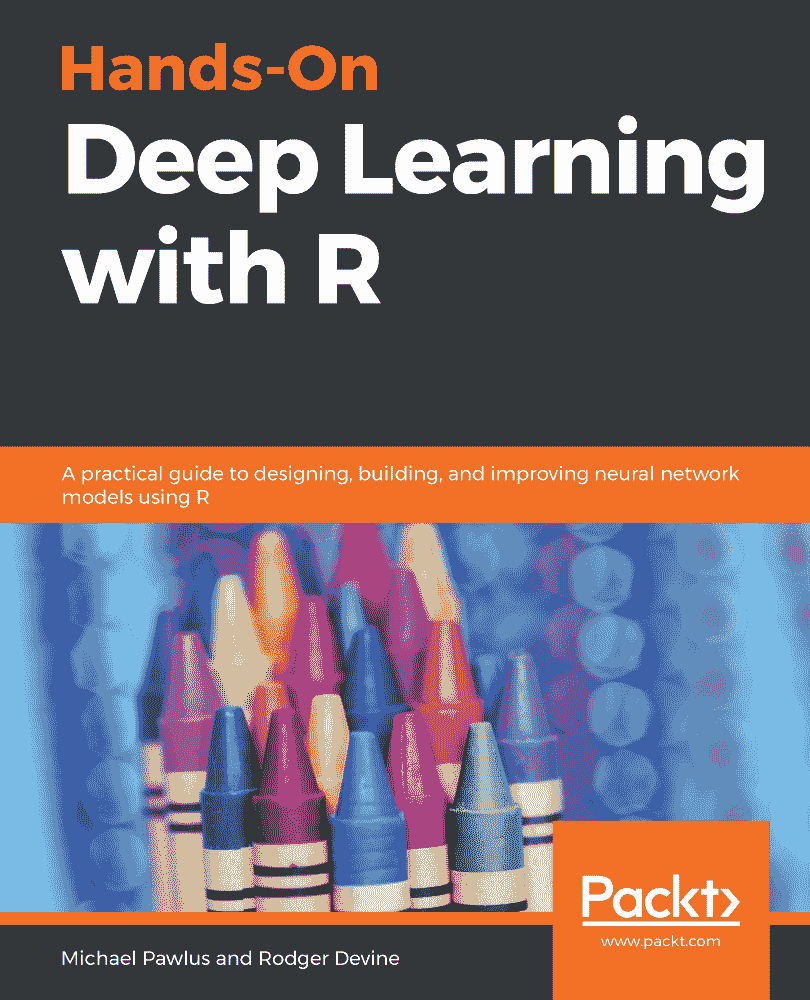 Hands-On
Deep Learning
with R
A practical guide to designing, building, and improving neural network
models using R
Packt>
www.packt.com
Michael Pawlus and Rodger Devine